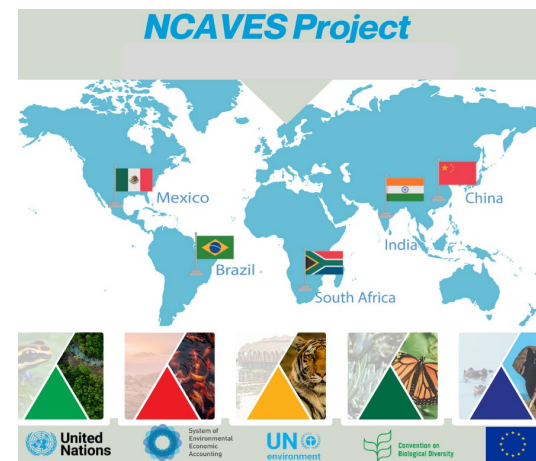 NCAVES Project
Mexico
China
India
Brazil
South Africa
United
Nations
System of
Environmental
Economic
Accounting
UN
environment
Convention on
Biological Diversity